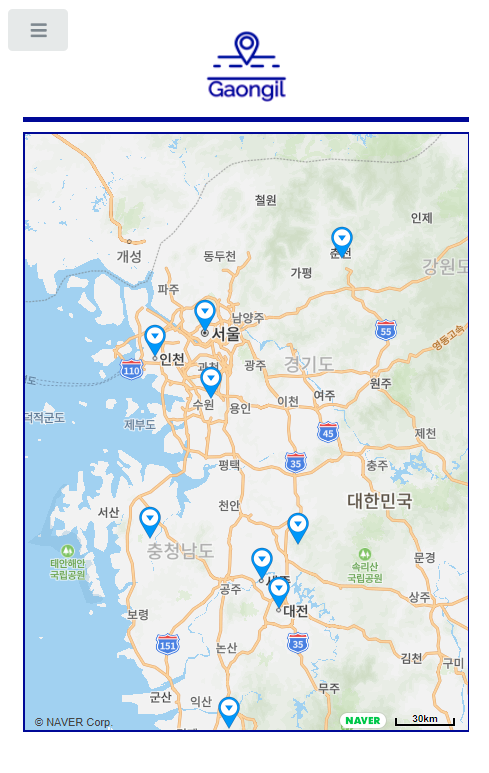 Gaongil
철원
인제
춘천
개성
동두천
강원도
가평
파주
남양주
서울
55
영동고속
인천
110
과천
광주
경기도
원주
수원
용인
이천
여주
덕적군도
제부도
45
제천
평택
35
충주
서산
천안
대한민국
충청남도
태안해안
국립공원
속리산
국립공원
문경
세종
공주
상주
보령
대전
151
논산
35
김천
구미
무주
군산
익산
© NAVER Corp.
NAVER
30km